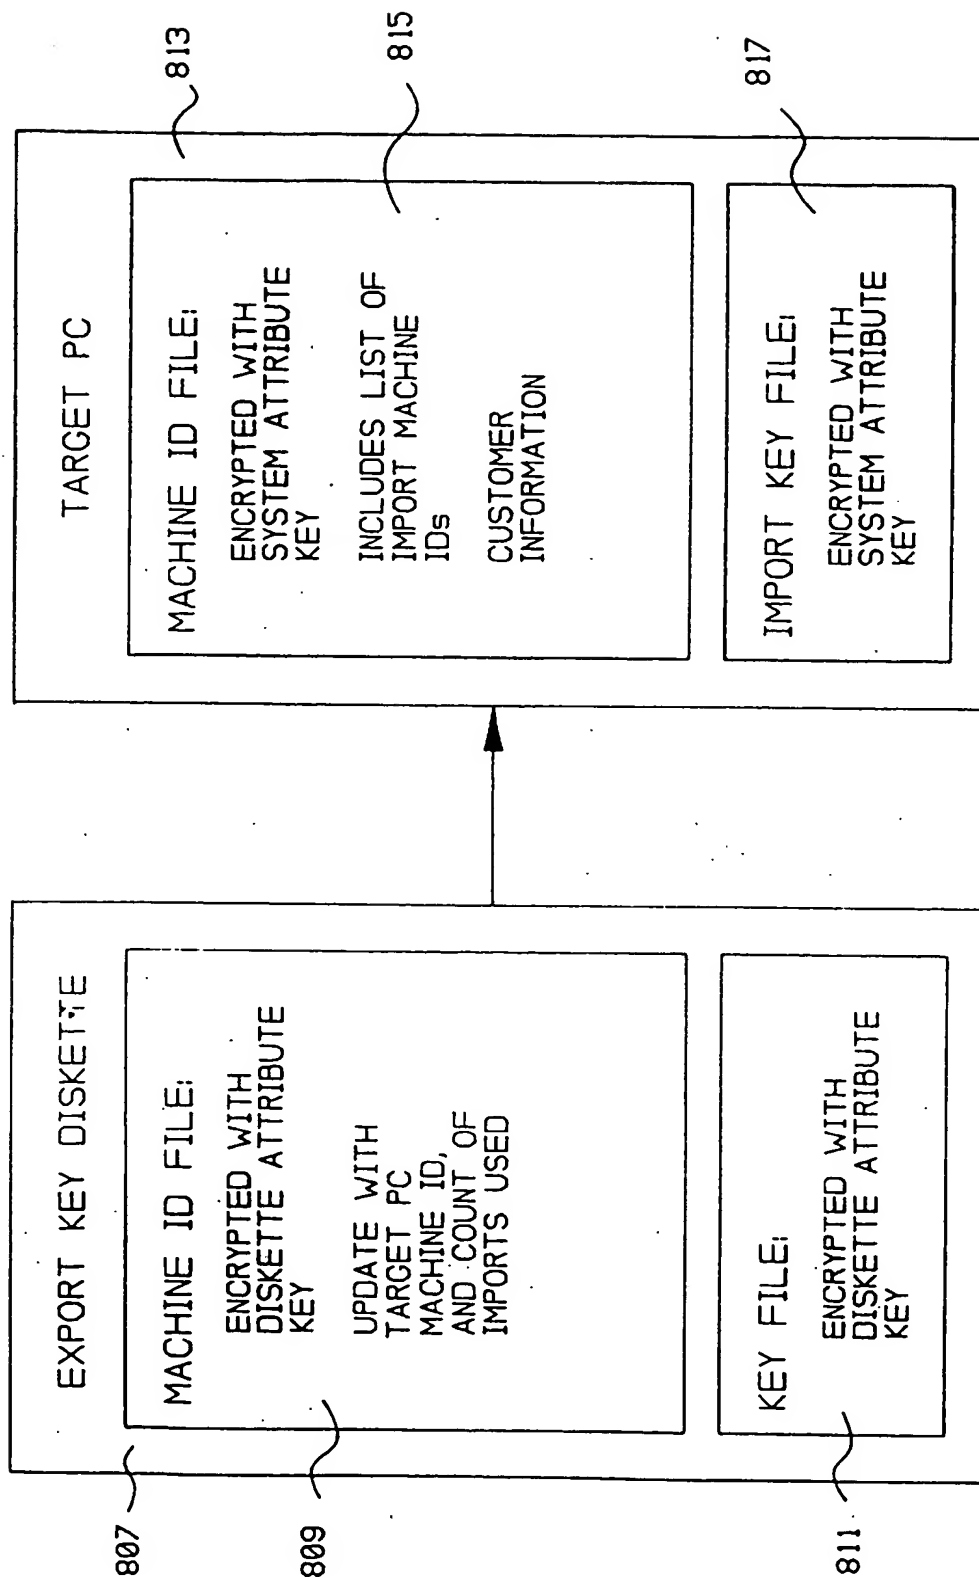 EXPORT KEY DISKETTE
807
MACHINE ID FILE:
ENCRYPTED WITH
DISKETTE ATTRIBUTE
KEY
UPDATE WITH
TARGET PC
MACHINE ID,
AND COUNT OF
IMPORTS USED
809
KEY FILE:
ENCRYPTED WITH
DISKETTE ATTRIBUTE
KEY
811
TARGET PC
813
MACHINE ID FILE:
ENCRYPTED WITH
SYSTEM ATTRIBUTE
KEY
INCLUDES LIST OF
IMPORT MACHINE
IDs
CUSTOMER
INFORMATION
815
IMPORT KEY FILE:
ENCRYPTED WITH
SYSTEM ATTRIBUTE
KEY
817